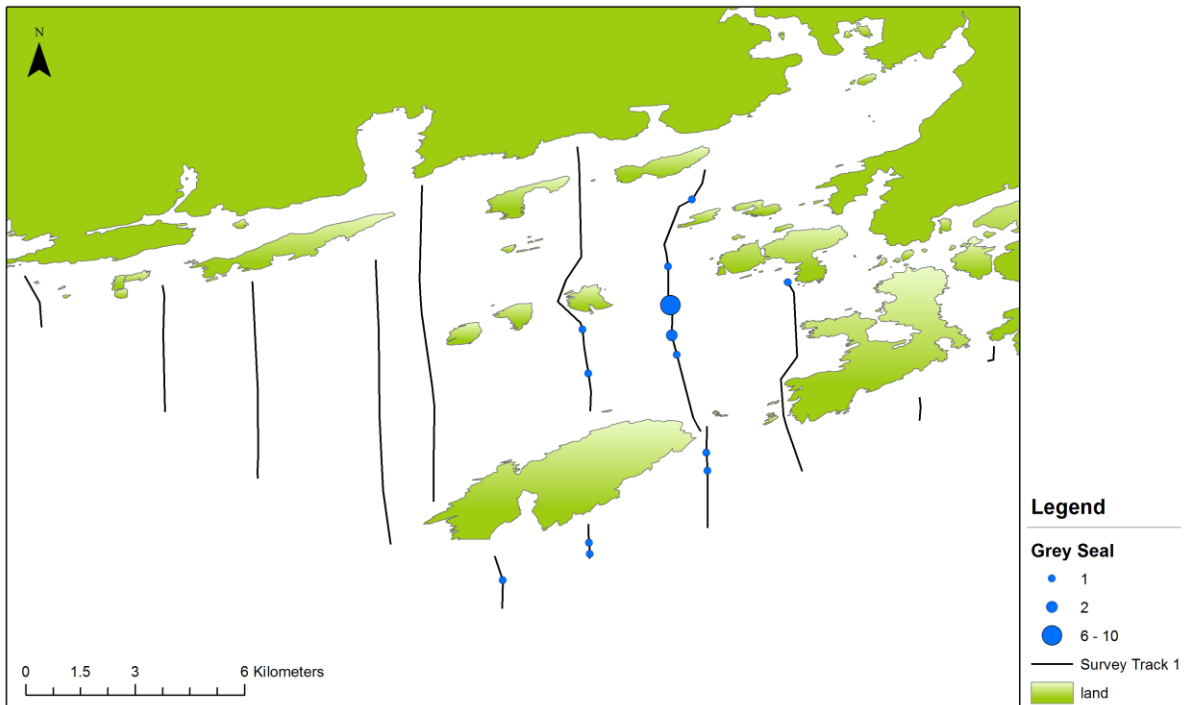 N
0 1.5 3 6 Kilometers
Legend
Grey Seal
1
2
6 - 10
Survey Track 1
land